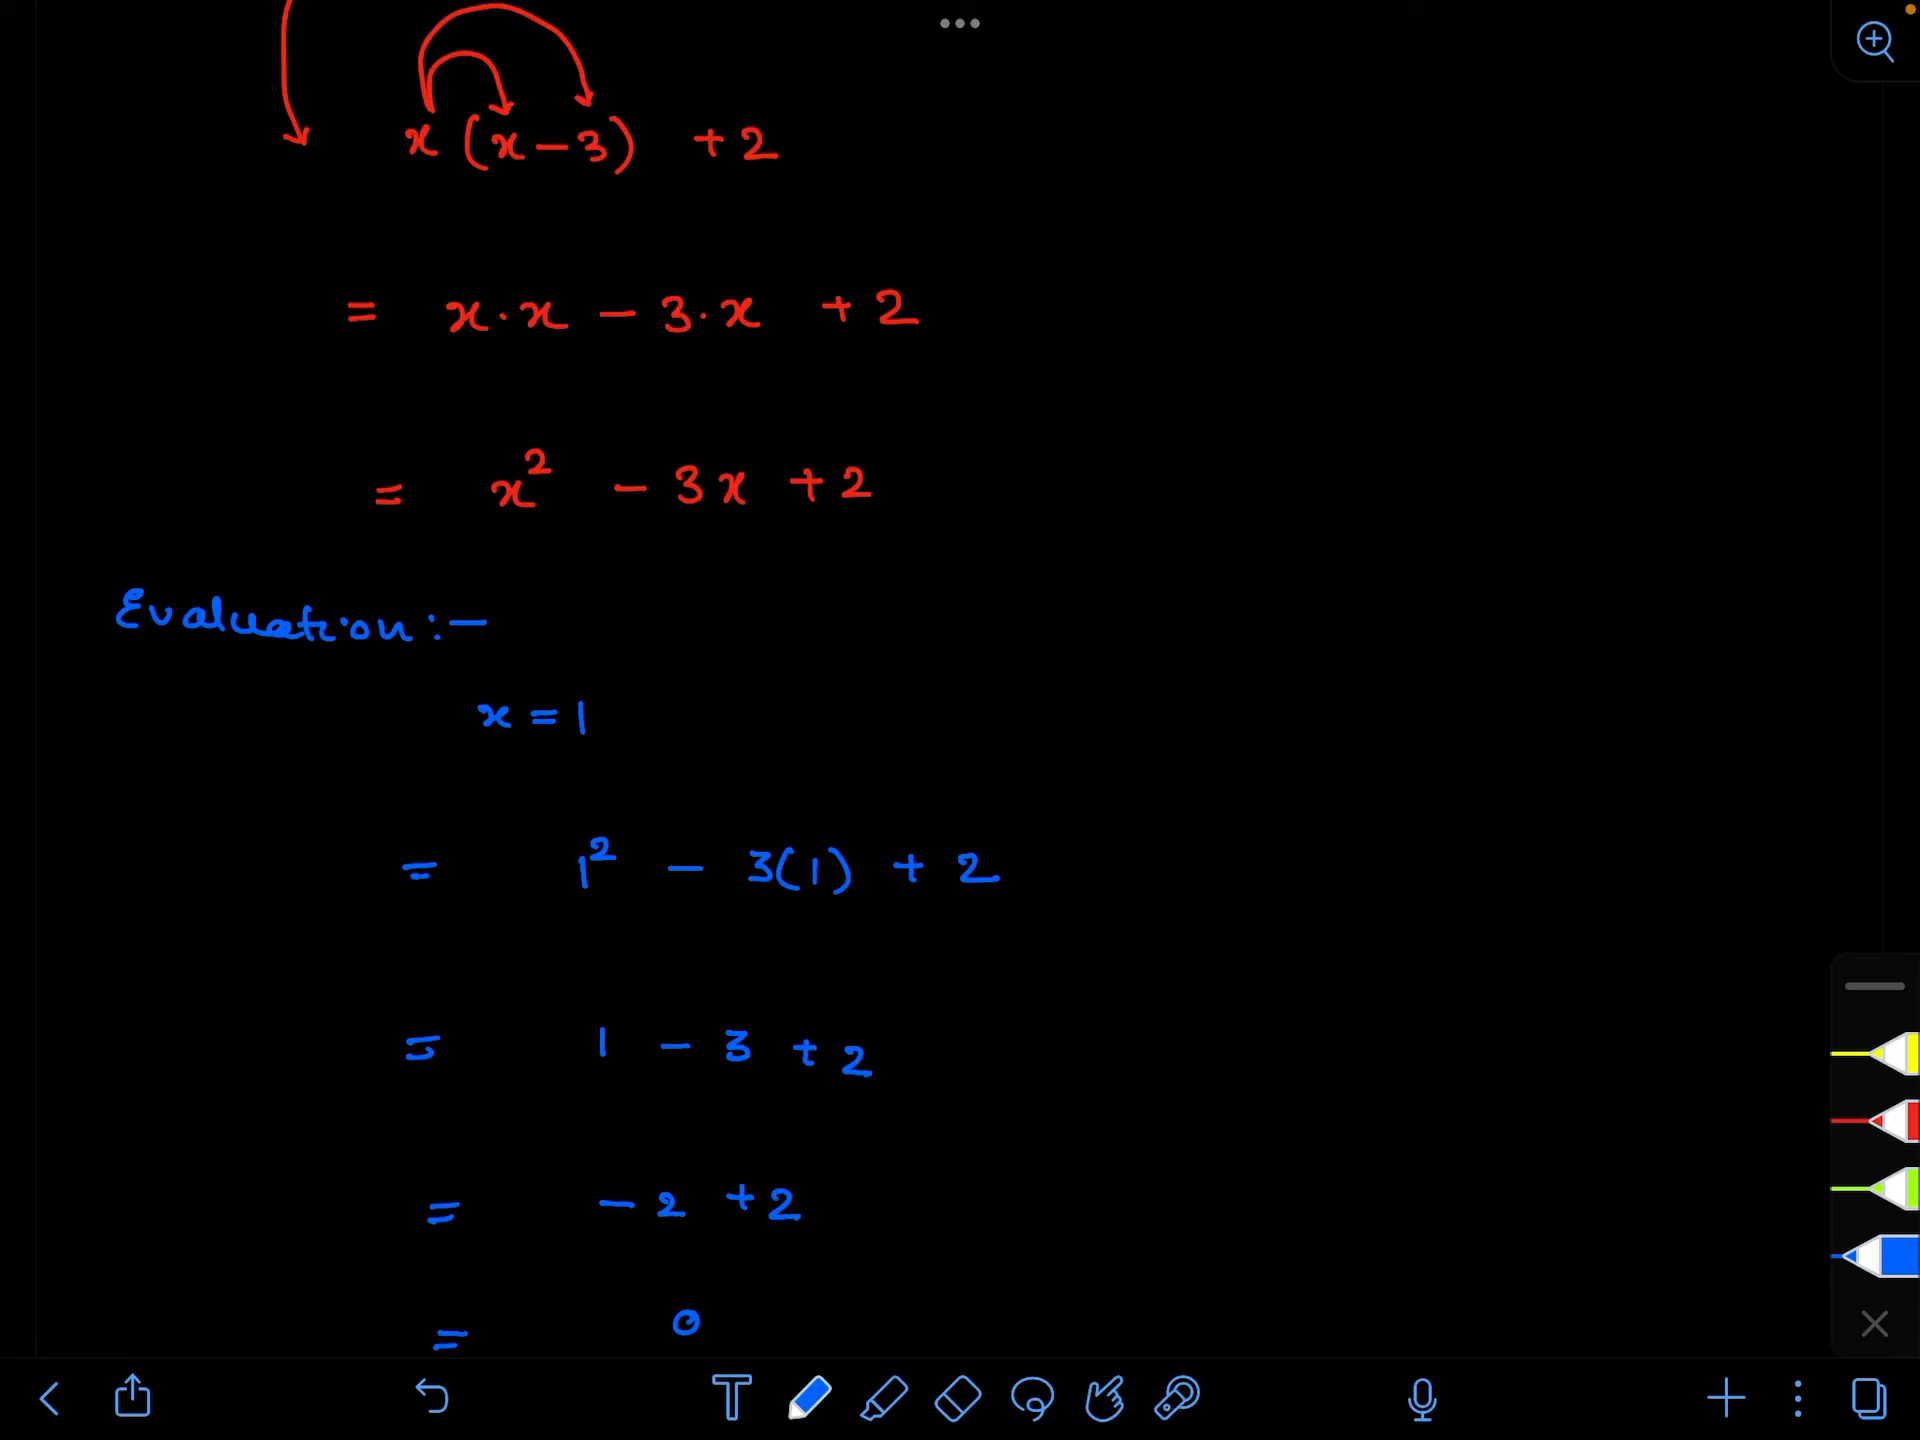 x (x - 3) + 2
= x · x - 3 · x + 2
= x² - 3x + 2
Evaluation :-
x = 1
= 1² - 3(1) + 2
= 1 - 3 + 2
= - 2 + 2
= 0